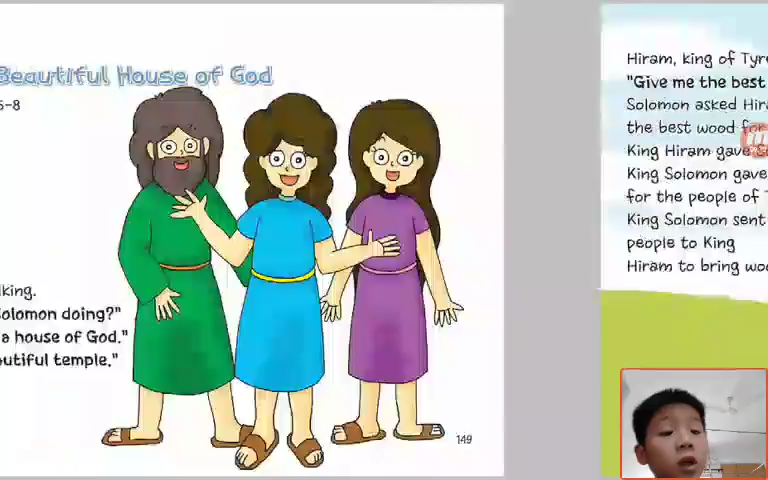 Beautiful House of God
5-8
lking.
Solomon doing?"
a house of God."
utiful temple."
149
Hiram, king of Tyre
"Give me the best
Solomon asked Hira
the best wood for
King Hiram gave
King Solomon gave
for the people of T
King Solomon sent
people to King
Hiram to bring woo